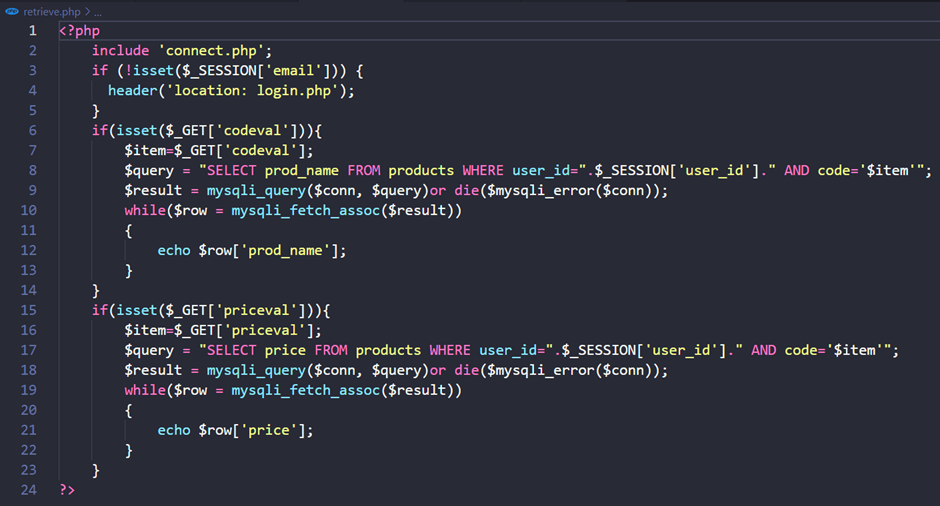 php retrieve.php > ...
1 <?php
2     include 'connect.php';
3     if (!isset($_SESSION['email'])) {
4       header('location: login.php');
5     }
6     if(isset($_GET['codeval'])){
7         $item=$_GET['codeval'];
8         $query = "SELECT prod_name FROM products WHERE user_id=".$_SESSION['user_id']." AND code='$item'";
9         $result = mysqli_query($conn, $query)or die($mysqli_error($conn));
10         while($row = mysqli_fetch_assoc($result))
11         {
12             echo $row['prod_name'];
13         }
14     }
15     if(isset($_GET['priceval'])){
16         $item=$_GET['priceval'];
17         $query = "SELECT price FROM products WHERE user_id=".$_SESSION['user_id']." AND code='$item'";
18         $result = mysqli_query($conn, $query)or die($mysqli_error($conn));
19         while($row = mysqli_fetch_assoc($result))
20         {
21             echo $row['price'];
22         }
23     }
24 ?>